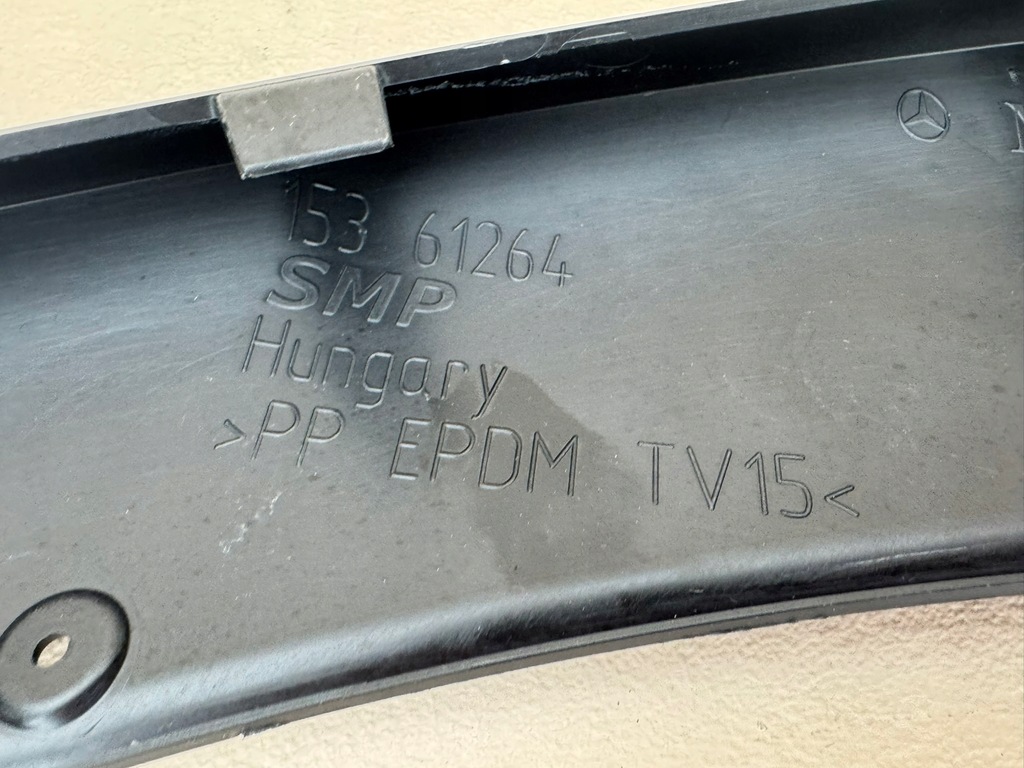 153 61264
SMP
Hungary
>PP EPDM TV15<